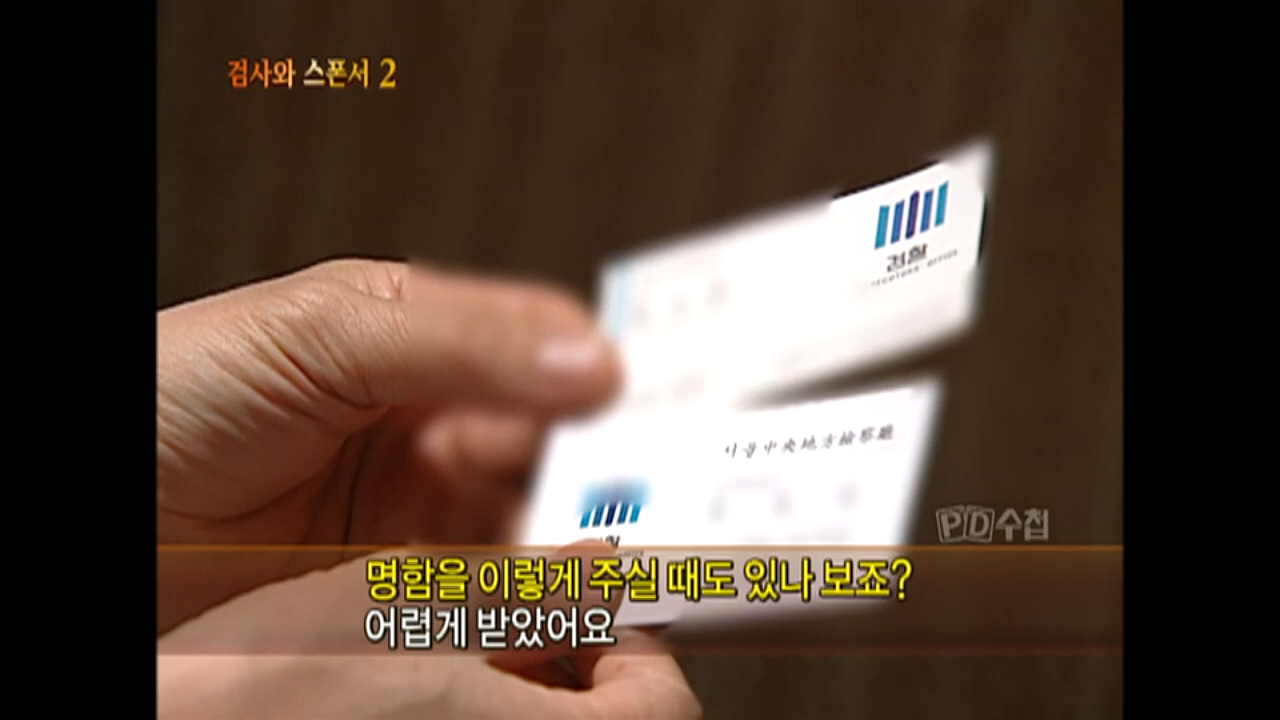 검사와 스폰서 2
검찰
서울中央地方檢察廳
PD수첩
명함을 이렇게 주실 때도 있나 보죠?
어렵게 받았어요